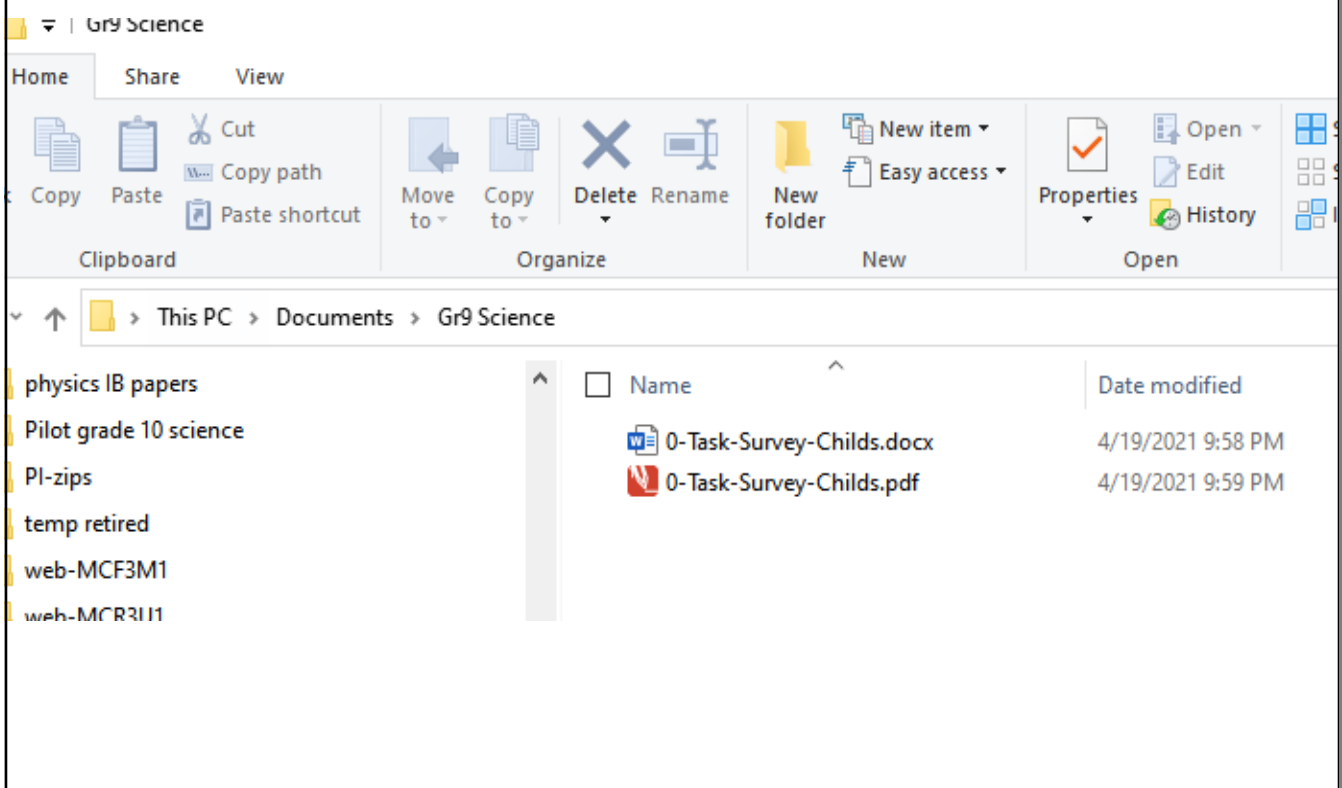 Gr9 Science
Home Share View
Copy Paste Cut
Copy path
Paste shortcut
Move to Copy to Delete Rename
New folder New item
Easy access
Properties Open
Edit
History
Clipboard Organize New Open
This PC > Documents > Gr9 Science
physics IB papers
Pilot grade 10 science
PI-zips
temp retired
web-MCF3M1
web-MCR3U1
Name Date modified
0-Task-Survey-Childs.docx 4/19/2021 9:58 PM
0-Task-Survey-Childs.pdf 4/19/2021 9:59 PM